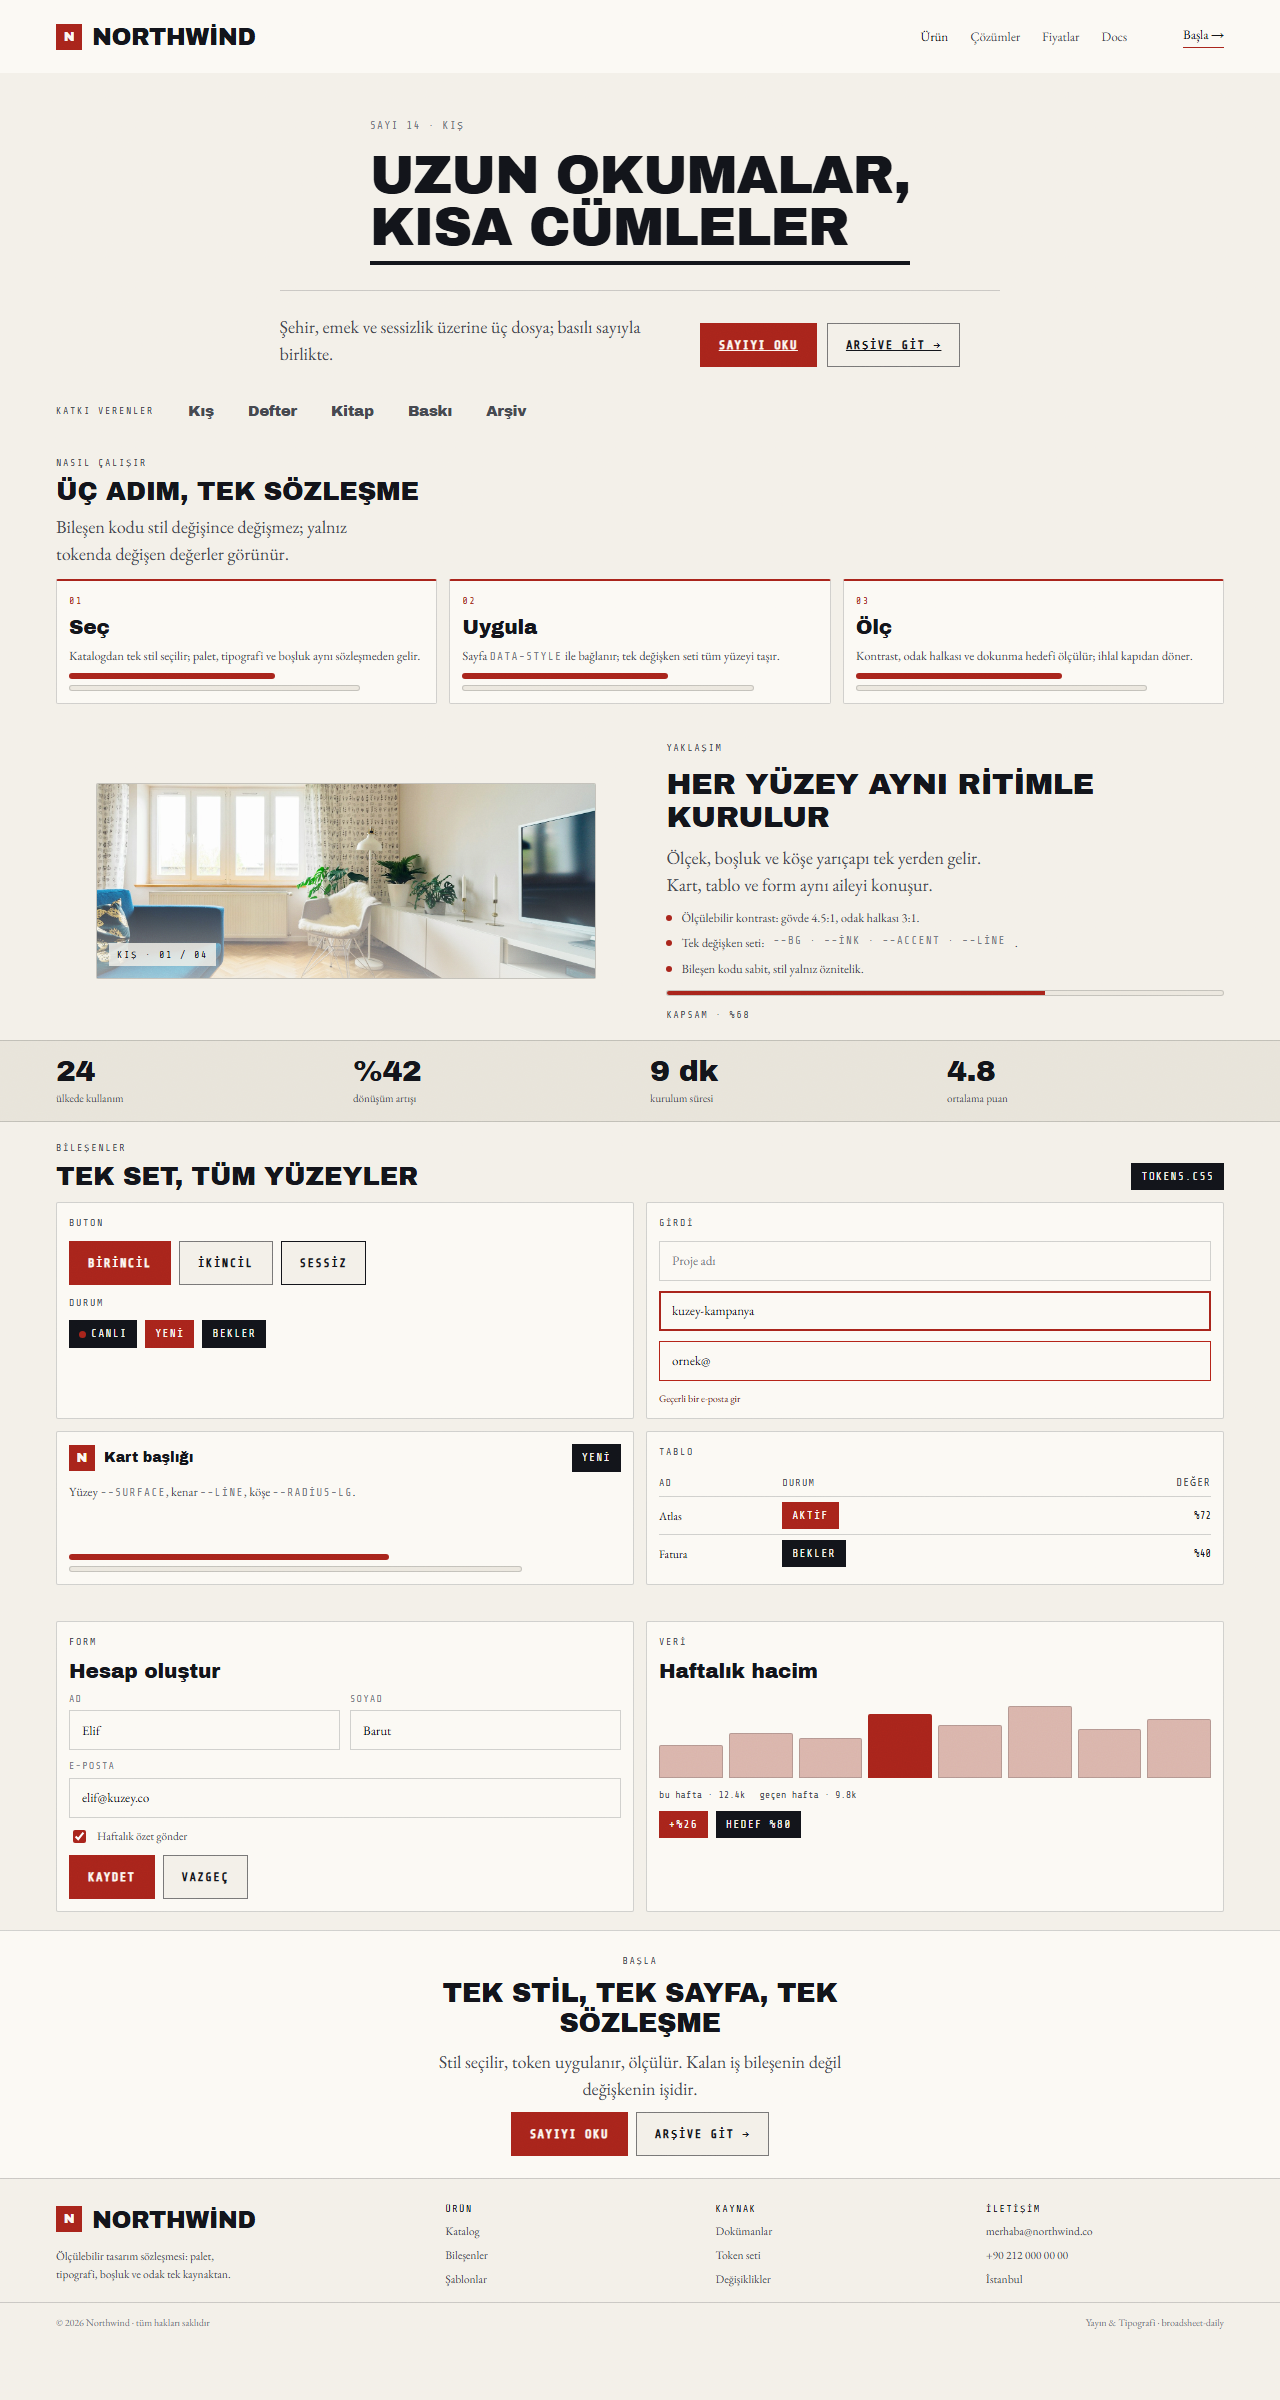 N NORTHWİND
Ürün Çözümler Fiyatlar Docs Başla →
SAYI 14 · KIŞ
UZUN OKUMALAR,
KISA CÜMLELER
Şehir, emek ve sessizlik üzerine üç dosya; basılı sayıyla
birlikte.
SAYIYI OKU ARŞİVE GİT →
KATKI VERENLER Kış Defter Kitap Baskı Arşiv
NASIL ÇALIŞIR
ÜÇ ADIM, TEK SÖZLEŞME
Bileşen kodu stil değişince değişmez; yalnız
tokenda değişen değerler görünür.
01
Seç
Katalogdan tek stil seçilir; palet, tipografi ve boşluk aynı sözleşmeden gelir.
02
Uygula
Sayfa DATA-STYLE ile bağlanır; tek değişken seti tüm yüzeyi taşır.
03
Ölç
Kontrast, odak halkası ve dokunma hedefi ölçülür; ihlal kapıdan döner.
KIŞ · 01 / 04
YAKLAŞIM
HER YÜZEY AYNI RİTİMLE
KURULUR
Ölçek, boşluk ve köşe yarıçapı tek yerden gelir.
Kart, tablo ve form aynı aileyi konuşur.
Ölçülebilir kontrast: gövde 4.5:1, odak halkası 3:1.
Tek değişken seti: --BG · --İNK · --ACCENT · --LİNE .
Bileşen kodu sabit, stil yalnız öznitelik.
KAPSAM · %68
24 %42 9 dk 4.8
ülkede kullanım dönüşüm artışı kurulum süresi ortalama puan
BİLEŞENLER
TEK SET, TÜM YÜZEYLER
TOKENS.CSS
BUTON
BİRİNCİL İKİNCİL SESSİZ
DURUM
CANLI YENİ BEKLER
GİRDİ
Proje adı
kuzey-kampanya
ornek@
Geçerli bir e-posta gir
N Kart başlığı YENİ
Yüzey --SURFACE, kenar --LİNE, köşe --RADİUS-LG.
TABLO
AD DURUM DEĞER
Atlas AKTİF %72
Fatura BEKLER %40
FORM
Hesap oluştur
AD SOYAD
Elif Barut
E-POSTA
elif@kuzey.co
Haftalık özet gönder
KAYDET VAZGEÇ
VERİ
Haftalık hacim
bu hafta · 12.4k geçen hafta · 9.8k
+%26 HEDEF %80
BAŞLA
TEK STİL, TEK SAYFA, TEK
SÖZLEŞME
Stil seçilir, token uygulanır, ölçülür. Kalan iş bileşenin değil
değişkenin işidir.
SAYIYI OKU ARŞİVE GİT →
N NORTHWİND
Ölçülebilir tasarım sözleşmesi: palet,
tipografi, boşluk ve odak tek kaynaktan.
ÜRÜN
Katalog
Bileşenler
Şablonlar
KAYNAK
Dokümanlar
Token seti
Değişiklikler
İLETİŞİM
merhaba@northwind.co
+90 212 000 00 00
İstanbul
© 2026 Northwind · tüm hakları saklıdır
Yayın & Tipografi · broadsheet-daily